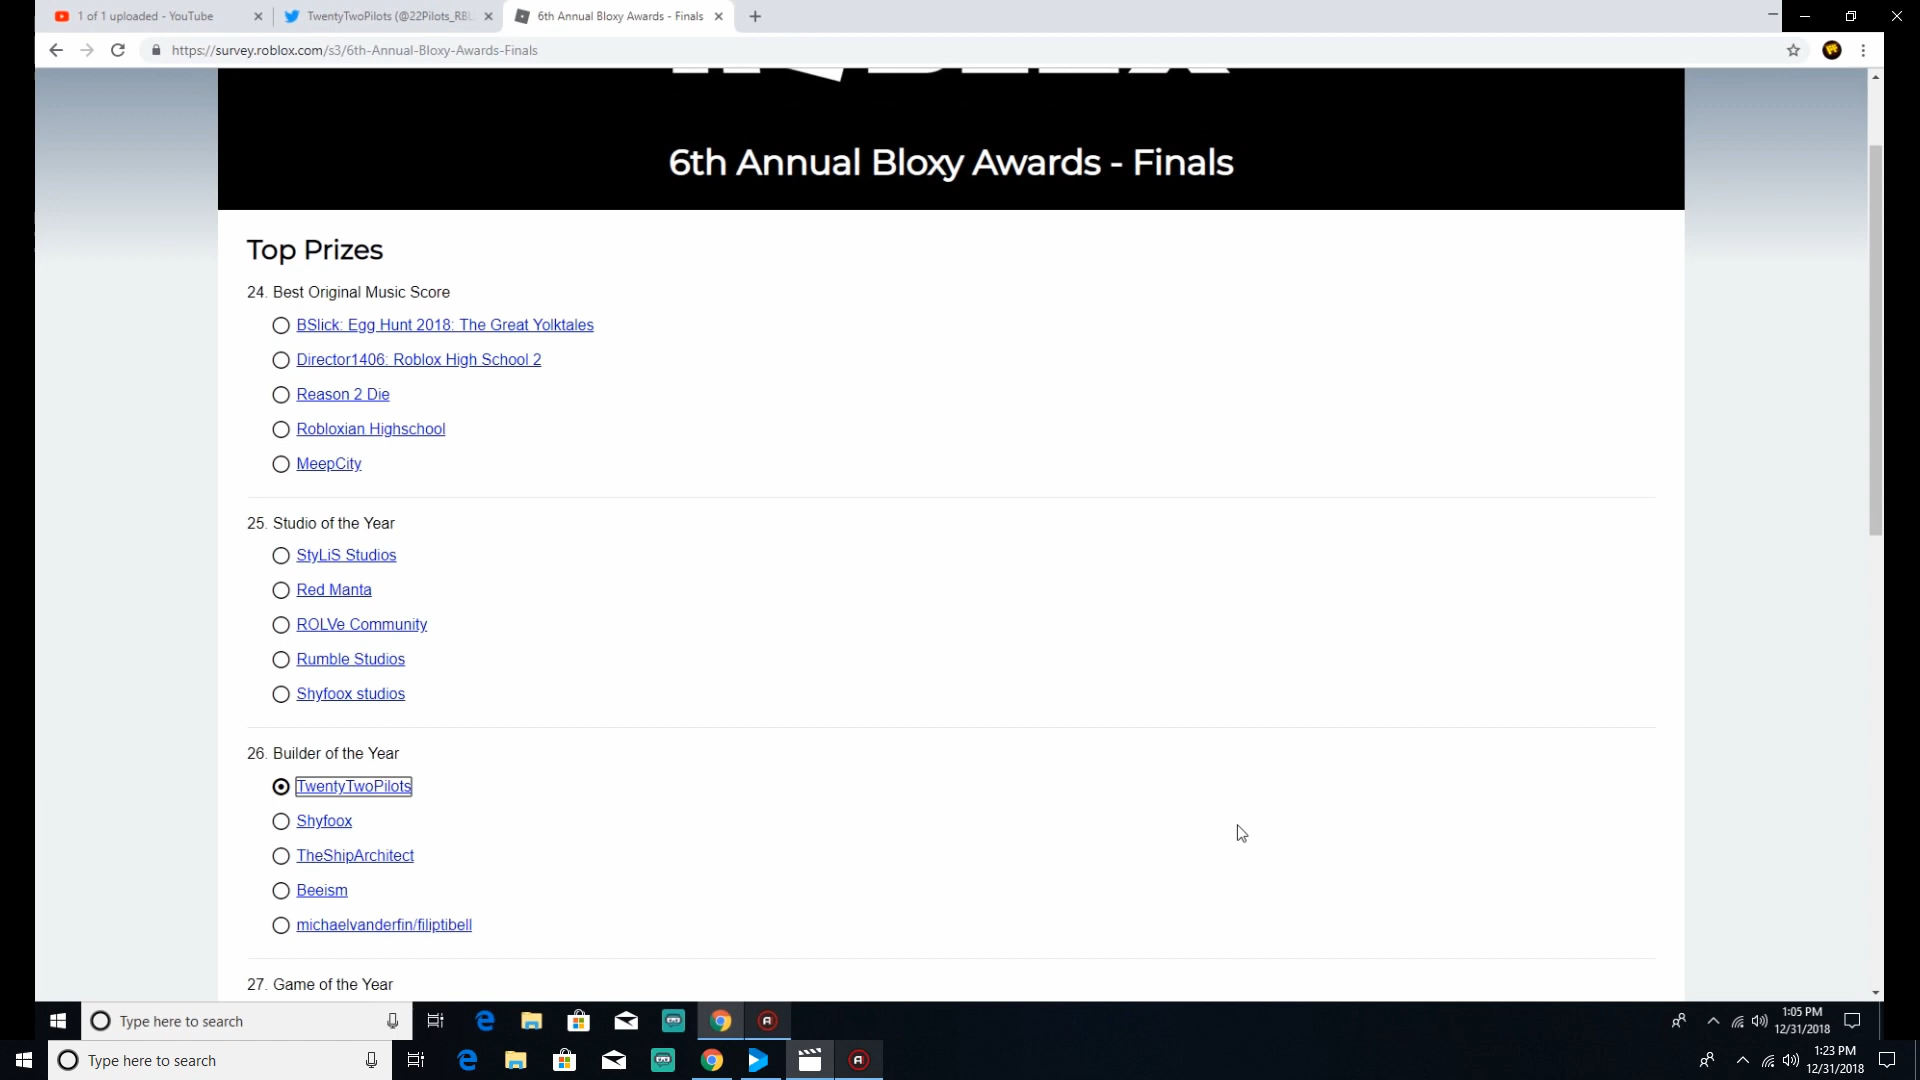 1 of 1 uploaded - YouTube
TwentyTwoPilots (@22Pilots_RBL
6th Annual Bloxy Awards - Finals
https://survey.roblox.com/s3/6th-Annual-Bloxy-Awards-Finals
6th Annual Bloxy Awards - Finals
Top Prizes
24. Best Original Music Score
BSlick: Egg Hunt 2018: The Great Yolktales
Director1406: Roblox High School 2
Reason 2 Die
Robloxian Highschool
MeepCity
25. Studio of the Year
StyLiS Studios
Red Manta
ROLVe Community
Rumble Studios
Shyfoox studios
26. Builder of the Year
TwentyTwoPilots
Shyfoox
TheShipArchitect
Beeism
michaelvanderfin/filiptibell
27. Game of the Year
Type here to search
1:05 PM
12/31/2018
Type here to search
1:23 PM
12/31/2018